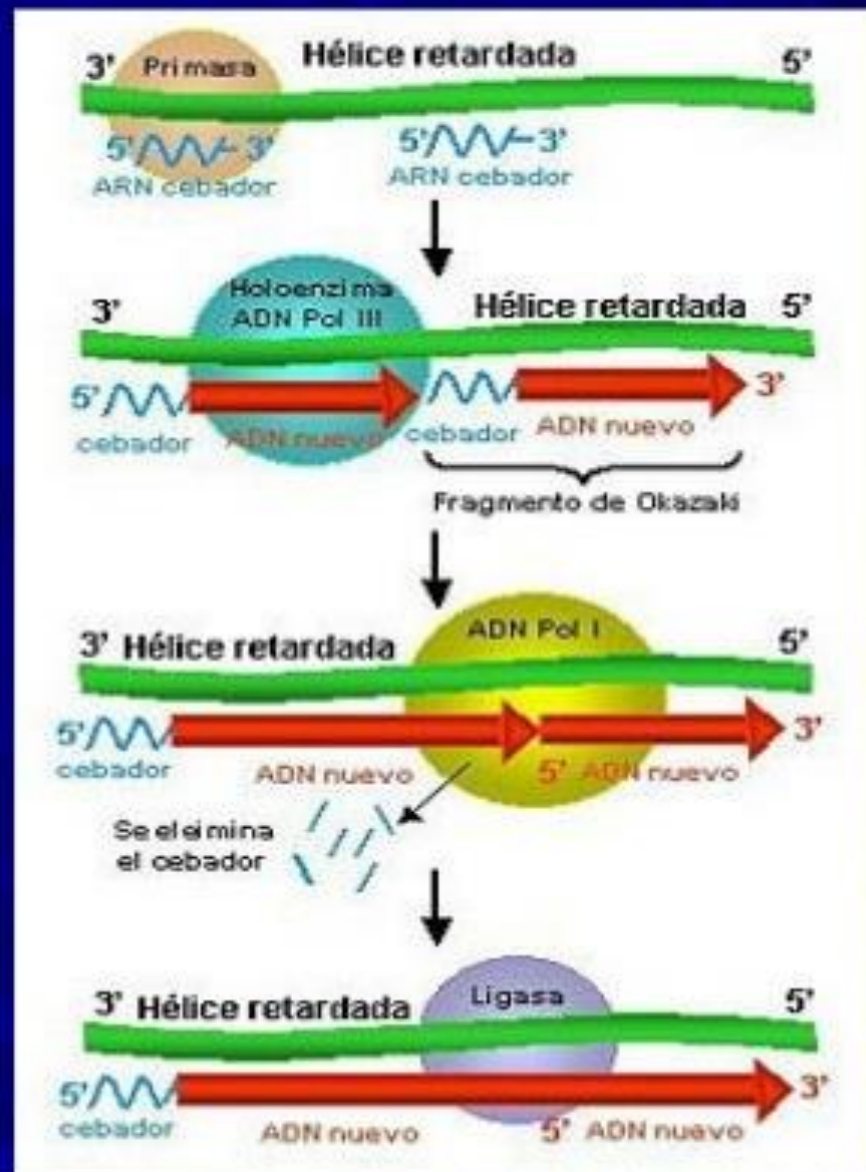 Hélice retardada
3' Primasa 5'
5' 3' 5' 3'
ARN cebador ARN cebador
Holoenzima
ADN Pol III
3' Hélice retardada 5'
5' 3'
cebador ADN nuevo cebador ADN nuevo
Fragmento de Okazaki
ADN Pol I
3' Hélice retardada 5'
5' 3'
cebador ADN nuevo 5' ADN nuevo
Se eleimina
el cebador
Ligasa
3' Hélice retardada 5'
5' 3'
cebador ADN nuevo 5' ADN nuevo